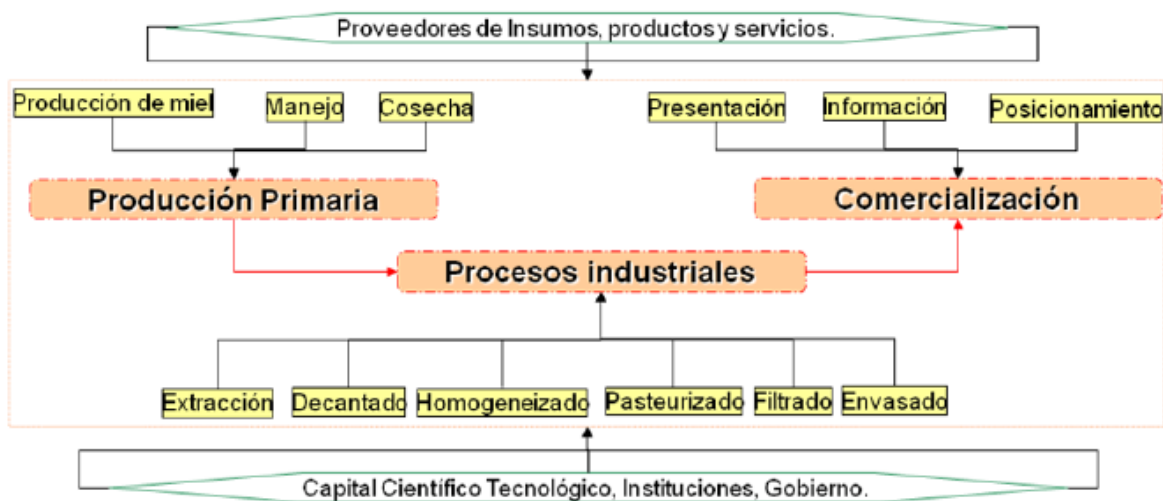 Proveedores de Insumos, productos y servicios.
Producción de miel
Manejo
Cosecha
Presentación
Información
Posicionamiento
Producción Primaria
Comercialización
Procesos industriales
Extracción
Decantado
Homogeneizado
Pasteurizado
Filtrado
Envasado
Capital Científico Tecnológico, Instituciones, Gobierno.